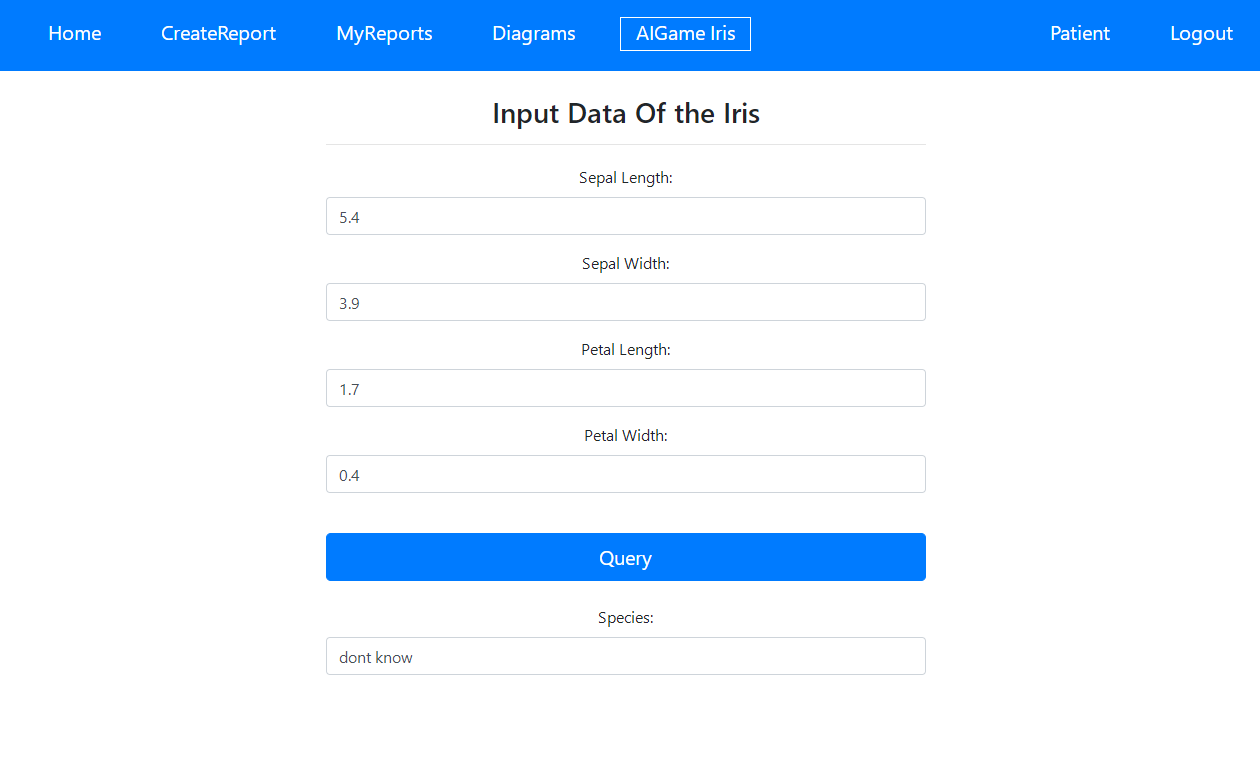 Home CreateReport MyReports Diagrams AIGame Iris Patient Logout
Input Data Of the Iris
Sepal Length:
5.4
Sepal Width:
3.9
Petal Length:
1.7
Petal Width:
0.4
Query
Species:
dont know